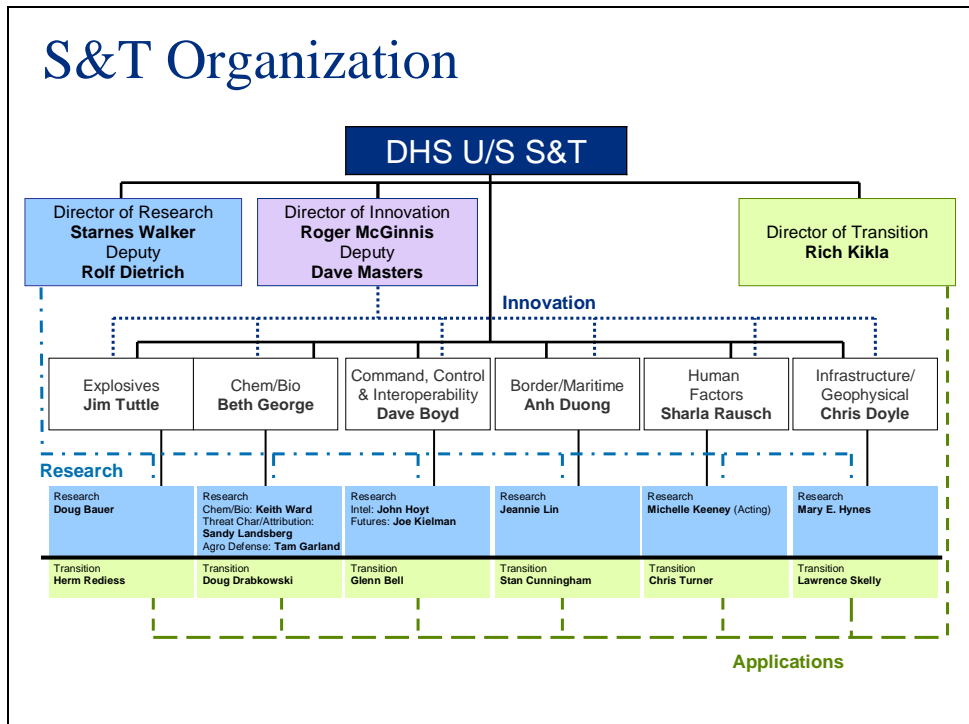 S&T Organization
DHS U/S S&T
Director of Research
Starnes Walker
Deputy
Rolf Dietrich
Director of Innovation
Roger McGinnis
Deputy
Dave Masters
Director of Transition
Rich Kikla
Innovation
Explosives
Jim Tuttle
Chem/Bio
Beth George
Command, Control
& Interoperability
Dave Boyd
Border/Maritime
Anh Duong
Human
Factors
Sharla Rausch
Infrastructure/
Geophysical
Chris Doyle
Research
Research
Doug Bauer
Research
Chem/Bio: Keith Ward
Threat Char/Attribution:
Sandy Landsberg
Agro Defense: Tam Garland
Research
Intel: John Hoyt
Futures: Joe Kielman
Research
Jeannie Lin
Research
Michelle Keeney (Acting)
Research
Mary E. Hynes
Transition
Herm Rediess
Transition
Doug Drabkowski
Transition
Glenn Bell
Transition
Stan Cunningham
Transition
Chris Turner
Transition
Lawrence Skelly
Applications